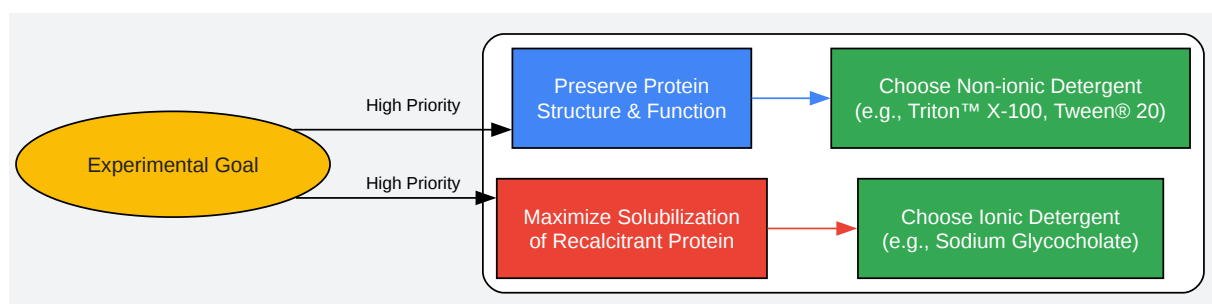 Experimental Goal
High Priority
High Priority
Preserve Protein
Structure & Function
Choose Non-ionic Detergent
(e.g., Triton™ X-100, Tween® 20)
Maximize Solubilization
of Recalcitrant Protein
Choose Ionic Detergent
(e.g., Sodium Glycocholate)